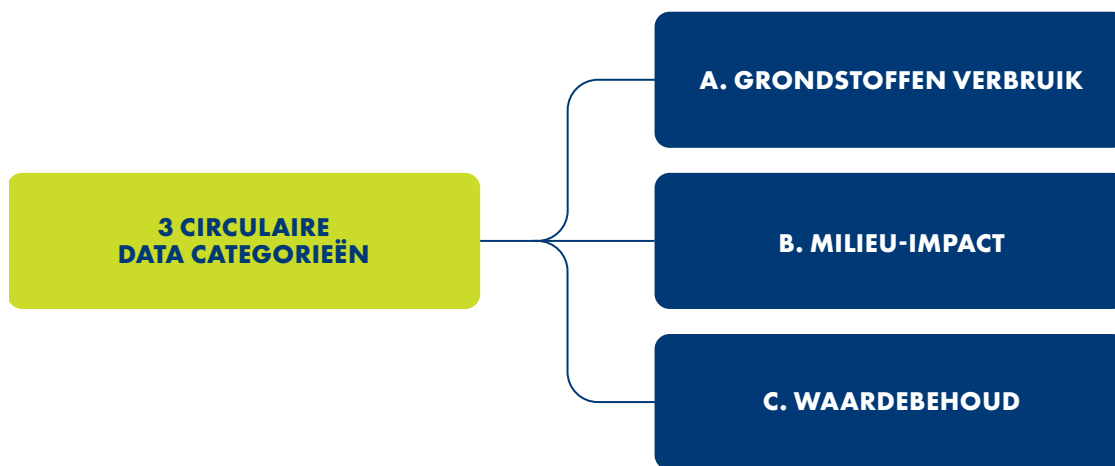 3 CIRCULAIRE
DATA CATEGORIEËN
A. GRONDSTOFFEN VERBRUIK
B. MILIEU-IMPACT
C. WAARDEBEHOUD